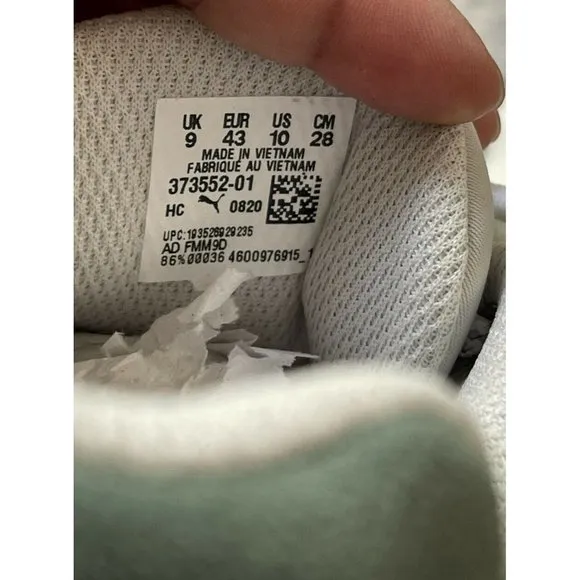 UK EUR US CM
9 43 10 28
MADE IN VIETNAM
FABRIQUÉ AU VIETNAM
373552-01
HC 0820
UPC:193526929235
AD FMM9D
86%00036 4600976915_1